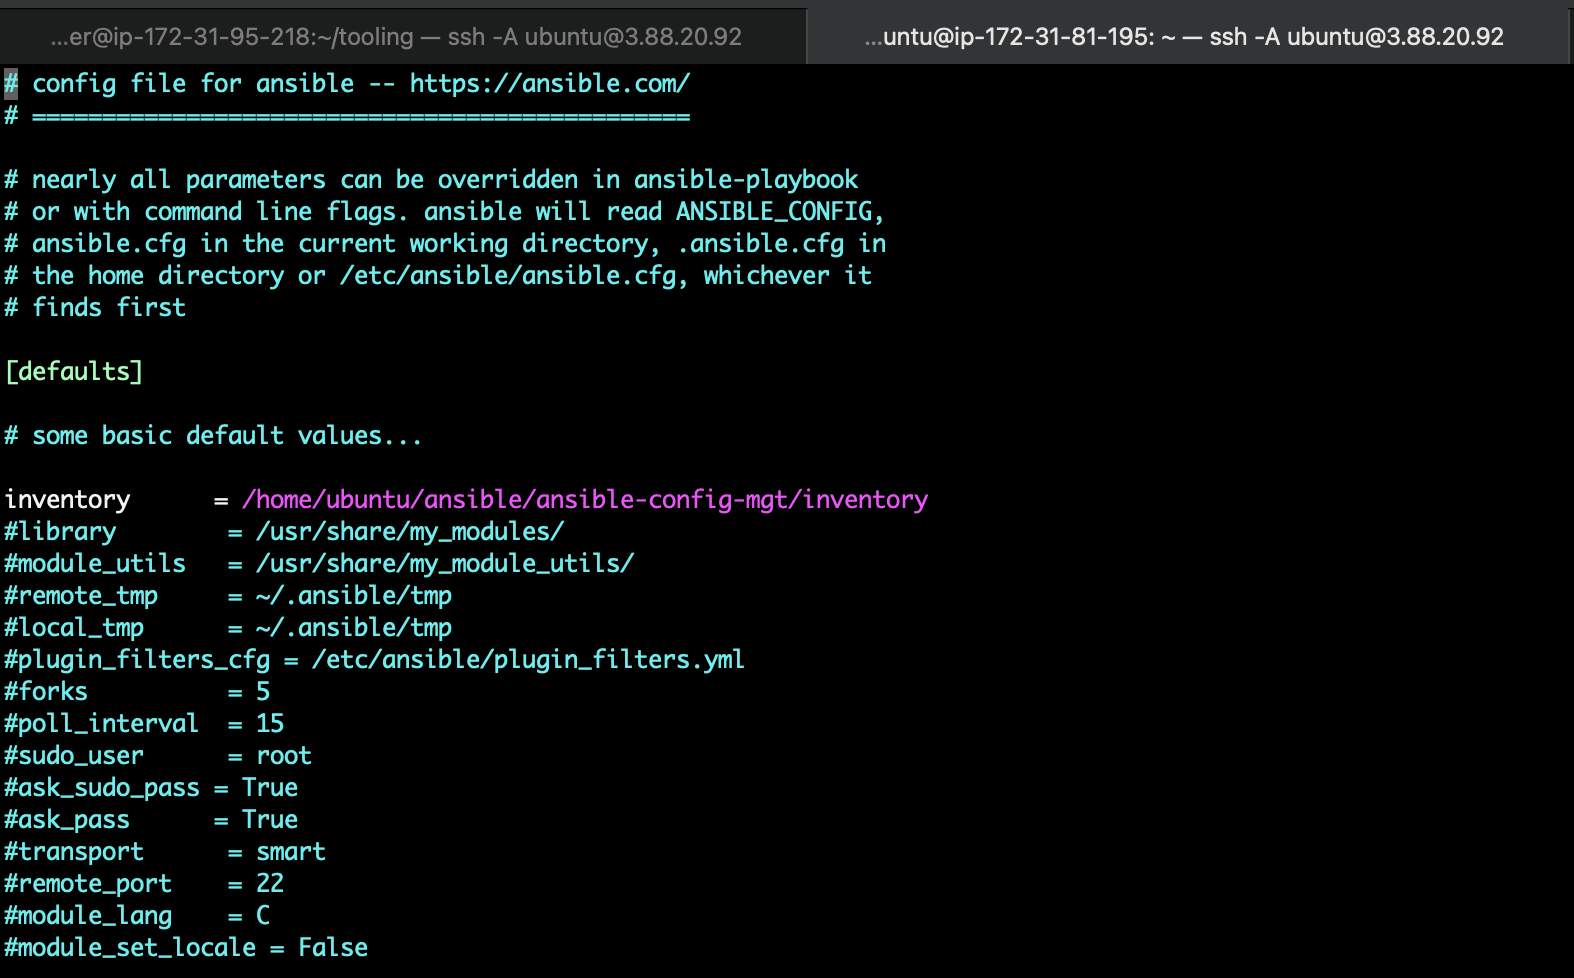 ...er@ip-172-31-95-218:~/tooling — ssh -A ubuntu@3.88.20.92
...untu@ip-172-31-81-195: ~ — ssh -A ubuntu@3.88.20.92
# config file for ansible -- https://ansible.com/
# ===============================================

# nearly all parameters can be overridden in ansible-playbook
# or with command line flags. ansible will read ANSIBLE_CONFIG,
# ansible.cfg in the current working directory, .ansible.cfg in
# the home directory or /etc/ansible/ansible.cfg, whichever it
# finds first

[defaults]

# some basic default values...

inventory      = /home/ubuntu/ansible/ansible-config-mgt/inventory
#library        = /usr/share/my_modules/
#module_utils   = /usr/share/my_module_utils/
#remote_tmp     = ~/.ansible/tmp
#local_tmp      = ~/.ansible/tmp
#plugin_filters_cfg = /etc/ansible/plugin_filters.yml
#forks          = 5
#poll_interval  = 15
#sudo_user      = root
#ask_sudo_pass = True
#ask_pass      = True
#transport      = smart
#remote_port    = 22
#module_lang    = C
#module_set_locale = False